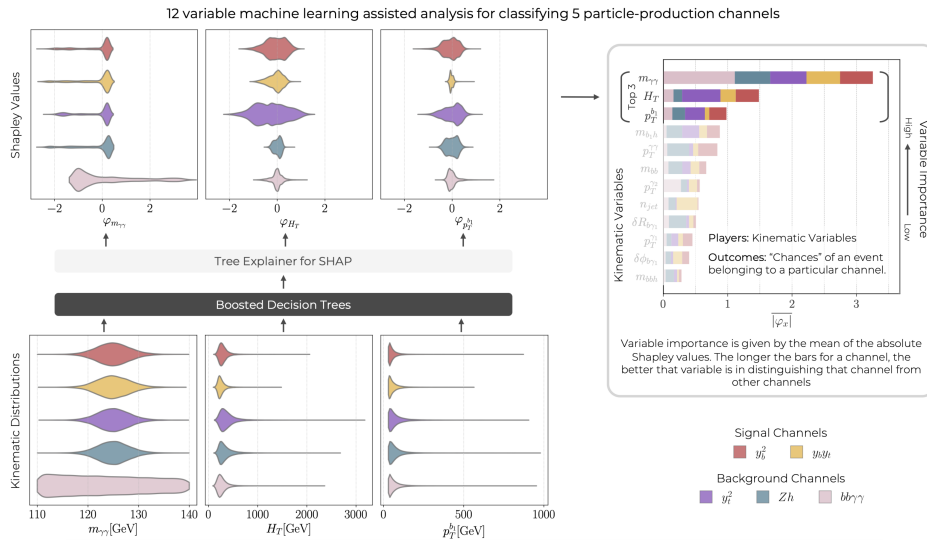 12 variable machine learning assisted analysis for classifying 5 particle-production channels
Shapley Values
−2 0 2
φ_{m_{γγ}}
−2 0 2
φ_{H_T}
−2 0 2
φ_{p_T^{b_1}}
Tree Explainer for SHAP
Boosted Decision Trees
Kinematic Distributions
110 120 130 140
m_{γγ}[GeV]
0 1000 2000 3000
H_T[GeV]
0 500 1000
p_T^{b_1}[GeV]
Top 3
Kinematic Variables
m_{γγ}
H_T
p_T^{b_1}
m_{b_1h}
p_T^{γγ}
m_{bb}
p_T^{γ_2}
n_{jet}
δR_{bγ_1}
p_T^{γ_1}
δϕ_{bγ_1}
m_{bbh}
Players: Kinematic Variables
Outcomes: “Chances” of an event
belonging to a particular channel.
0 1 2 3
\overline{|φ_x|}
High
Low
Variable Importance
Variable importance is given by the mean of the absolute
Shapley values. The longer the bars for a channel, the
better that variable is in distinguishing that channel from
other channels
Signal Channels
y_b^2 y_by_t
Background Channels
y_t^2 Zh bbγγ